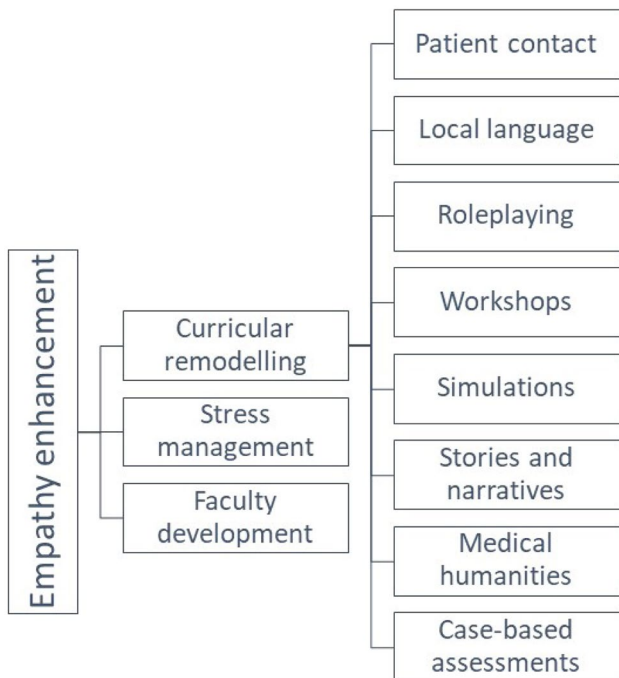 Empathy enhancement
Curricular
remodelling
Stress
management
Faculty
development
Patient contact
Local language
Roleplaying
Workshops
Simulations
Stories and
narratives
Medical
humanities
Case-based
assessments